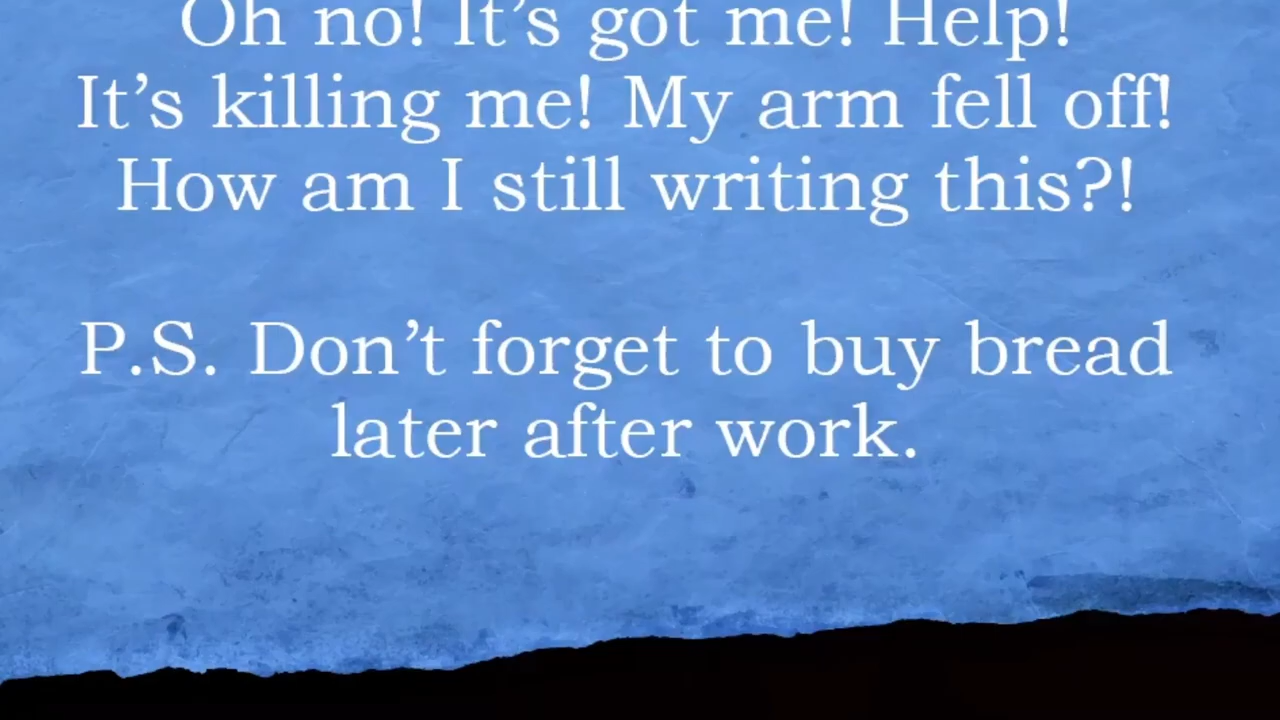 Oh no! It’s got me! Help!
It’s killing me! My arm fell off!
How am I still writing this?!
P.S. Don’t forget to buy bread
later after work.